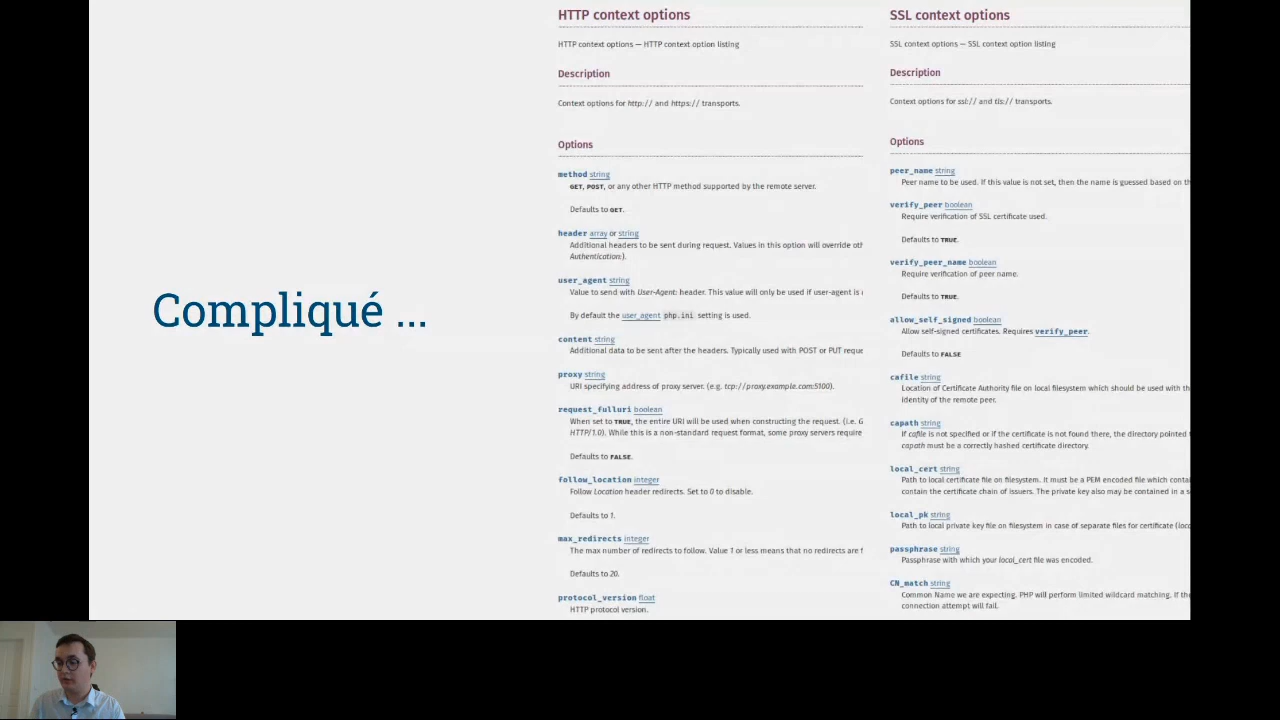 Compliqué ...
HTTP context options
HTTP context options — HTTP context option listing
Description
Context options for http:// and https:// transports.
Options
method string
GET, POST, or any other HTTP method supported by the remote server.
Defaults to GET.
header array or string
Additional headers to be sent during request. Values in this option will override
Authentication:).
user_agent string
Value to send with User-Agent: header. This value will only be used if user-agent is
By default the user_agent php.ini setting is used.
content string
Additional data to be sent after the headers. Typically used with POST or PUT
proxy string
URI specifying address of proxy server. (e.g. tcp://proxy.example.com:5100).
request_fulluri boolean
When set to TRUE, the entire URI will be used when constructing the request. (i.e.
HTTP/1.0). While this is a non-standard request format, some proxy servers require
Defaults to FALSE.
follow_location integer
Follow Location header redirects. Set to 0 to disable.
Defaults to 1.
max_redirects integer
The max number of redirects to follow. Value 1 or less means that no redirects are
Defaults to 20.
protocol_version float
HTTP protocol version.
SSL context options
SSL context options — SSL context option listing
Description
Context options for ssl:// and tls:// transports.
Options
peer_name string
Peer name to be used. If this value is not set, then the name is guessed based on
verify_peer boolean
Require verification of SSL certificate used.
Defaults to TRUE.
verify_peer_name boolean
Require verification of peer name.
Defaults to TRUE.
allow_self_signed boolean
Allow self-signed certificates. Requires verify_peer.
Defaults to FALSE
cafile string
Location of Certificate Authority file on local filesystem which should be used with
identity of the remote peer.
capath string
If cafile is not specified or if the certificate is not found there, the directory pointed
capath must be a correctly hashed certificate directory.
local_cert string
Path to local certificate file on filesystem. It must be a PEM encoded file which
contain the certificate chain of issuers. The private key also may be contained in a
local_pk string
Path to local private key file on filesystem in case of separate files for certificate
passphrase string
Passphrase with which your local_cert file was encoded.
CN_match string
Common Name we are expecting. PHP will perform limited wildcard matching. If
connection attempt will fail.